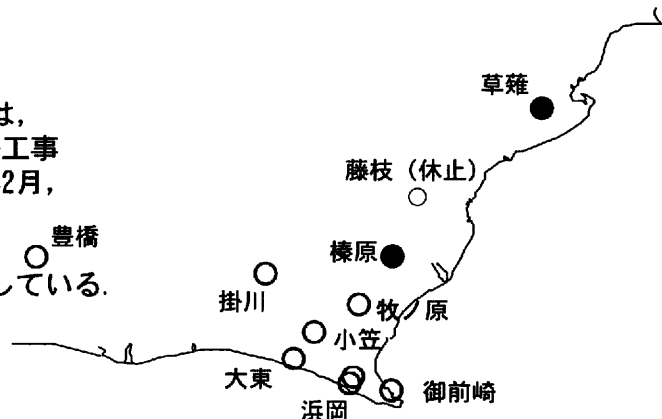 草薙
は,
工事
2月,
藤枝（休止）
豊橋
榛原
している.
掛川
牧ノ原
小笠
大東
御前崎
浜岡